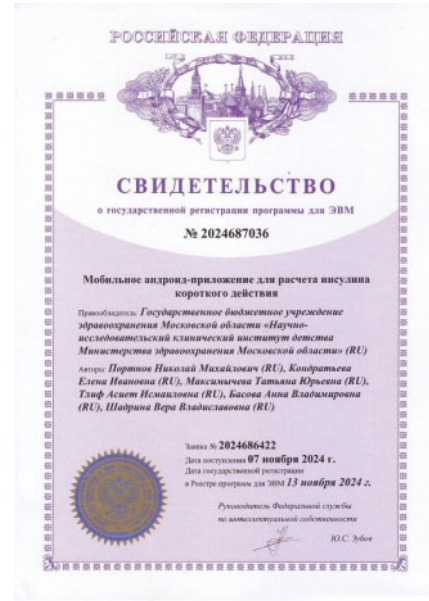 РОССИЙСКАЯ ФЕДЕРАЦИЯ
СВИДЕТЕЛЬСТВО
о государственной регистрации программы для ЭВМ
№ 2024687036
Мобильное андроид-приложение для расчета инсулина
короткого действия
Правообладатель: Государственное бюджетное учреждение
здравоохранения Московской области «Научно-
исследовательский клинический институт детства
Министерства здравоохранения Московской области» (RU)
Авторы: Портнов Николай Михайлович (RU), Кондратьева
Елена Ивановна (RU), Максимычева Татьяна Юрьевна (RU),
Тлиф Асиет Исмаиловна (RU), Басова Анна Владимировна
(RU), Шадрина Вера Владиславовна (RU)
Заявка № 2024686422
Дата поступления 07 ноября 2024 г.
Дата государственной регистрации
в Реестре программ для ЭВМ 13 ноября 2024 г.
Руководитель Федеральной службы
по интеллектуальной собственности
Ю.С. Зубов